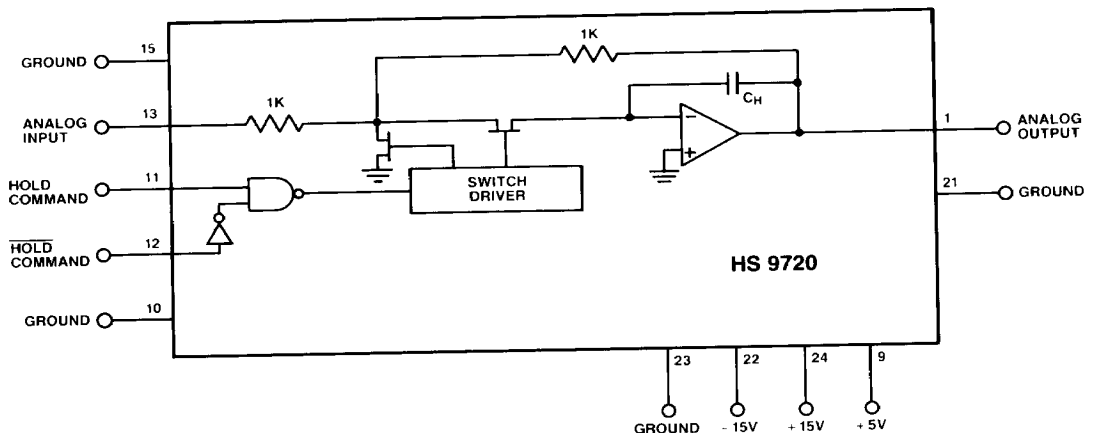 1K
15
GROUND
1K
C_H
13
ANALOG
INPUT
1
ANALOG
OUTPUT
−
+
11
HOLD
COMMAND
SWITCH
DRIVER
21
GROUND
12
H̅O̅L̅D̅
COMMAND
HS 9720
10
GROUND
23
22
24
9
GROUND
- 15V
+ 15V
+ 5V